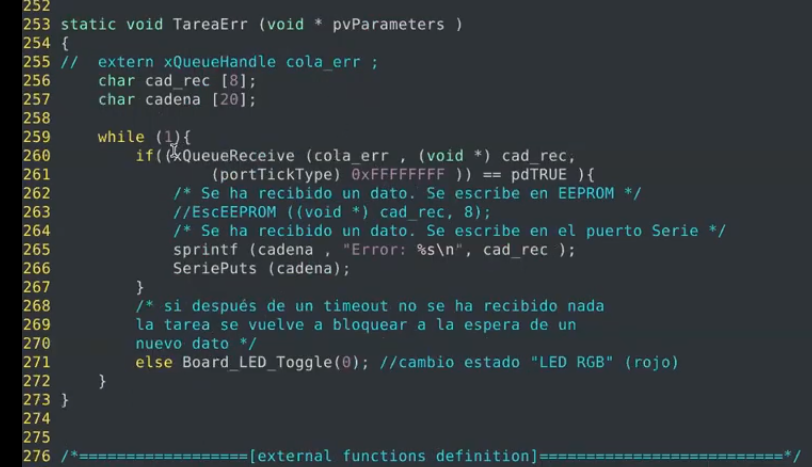 252
253 static void TareaErr (void * pvParameters )
254 {
255 //  extern xQueueHandle cola_err ;
256     char cad_rec [8];
257     char cadena [20];
258
259     while (1){
260         if((xQueueReceive (cola_err , (void *) cad_rec,
261                 (portTickType) 0xFFFFFFFF )) == pdTRUE ){
262             /* Se ha recibido un dato. Se escribe en EEPROM */
263             //EscEEPROM ((void *) cad_rec, 8);
264             /* Se ha recibido un dato. Se escribe en el puerto Serie */
265             sprintf (cadena , "Error: %s\n", cad_rec );
266             SeriePuts (cadena);
267         }
268         /* si después de un timeout no se ha recibido nada
269         la tarea se vuelve a bloquear a la espera de un
270         nuevo dato */
271         else Board_LED_Toggle(0); //cambio estado "LED RGB" (rojo)
272     }
273 }
274
275
276 /*==================[external functions definition]==========================*/